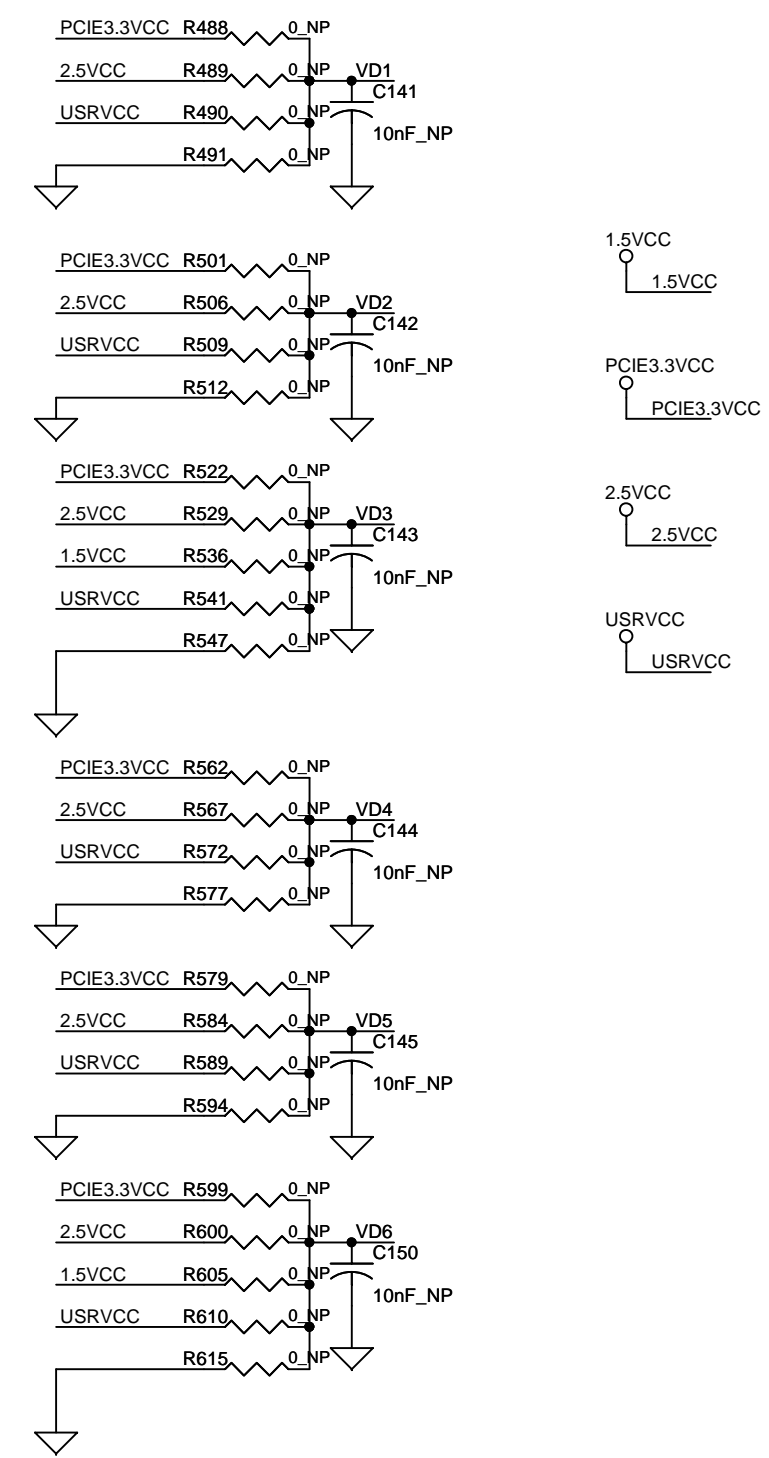 PCIE3.3VCC R488 0_NP
2.5VCC R489 0_NP VD1
C141
USRVCC R490 0_NP
10nF_NP
R491 0_NP
PCIE3.3VCC R501 0_NP
2.5VCC R506 0_NP VD2
C142
USRVCC R509 0_NP
10nF_NP
R512 0_NP
PCIE3.3VCC R522 0_NP
2.5VCC R529 0_NP VD3
C143
1.5VCC R536 0_NP
10nF_NP
USRVCC R541 0_NP
R547 0_NP
PCIE3.3VCC R562 0_NP
2.5VCC R567 0_NP VD4
C144
USRVCC R572 0_NP
10nF_NP
R577 0_NP
PCIE3.3VCC R579 0_NP
2.5VCC R584 0_NP VD5
C145
USRVCC R589 0_NP
10nF_NP
R594 0_NP
PCIE3.3VCC R599 0_NP
2.5VCC R600 0_NP VD6
C150
1.5VCC R605 0_NP
10nF_NP
USRVCC R610 0_NP
R615 0_NP
1.5VCC
1.5VCC
PCIE3.3VCC
PCIE3.3VCC
2.5VCC
2.5VCC
USRVCC
USRVCC